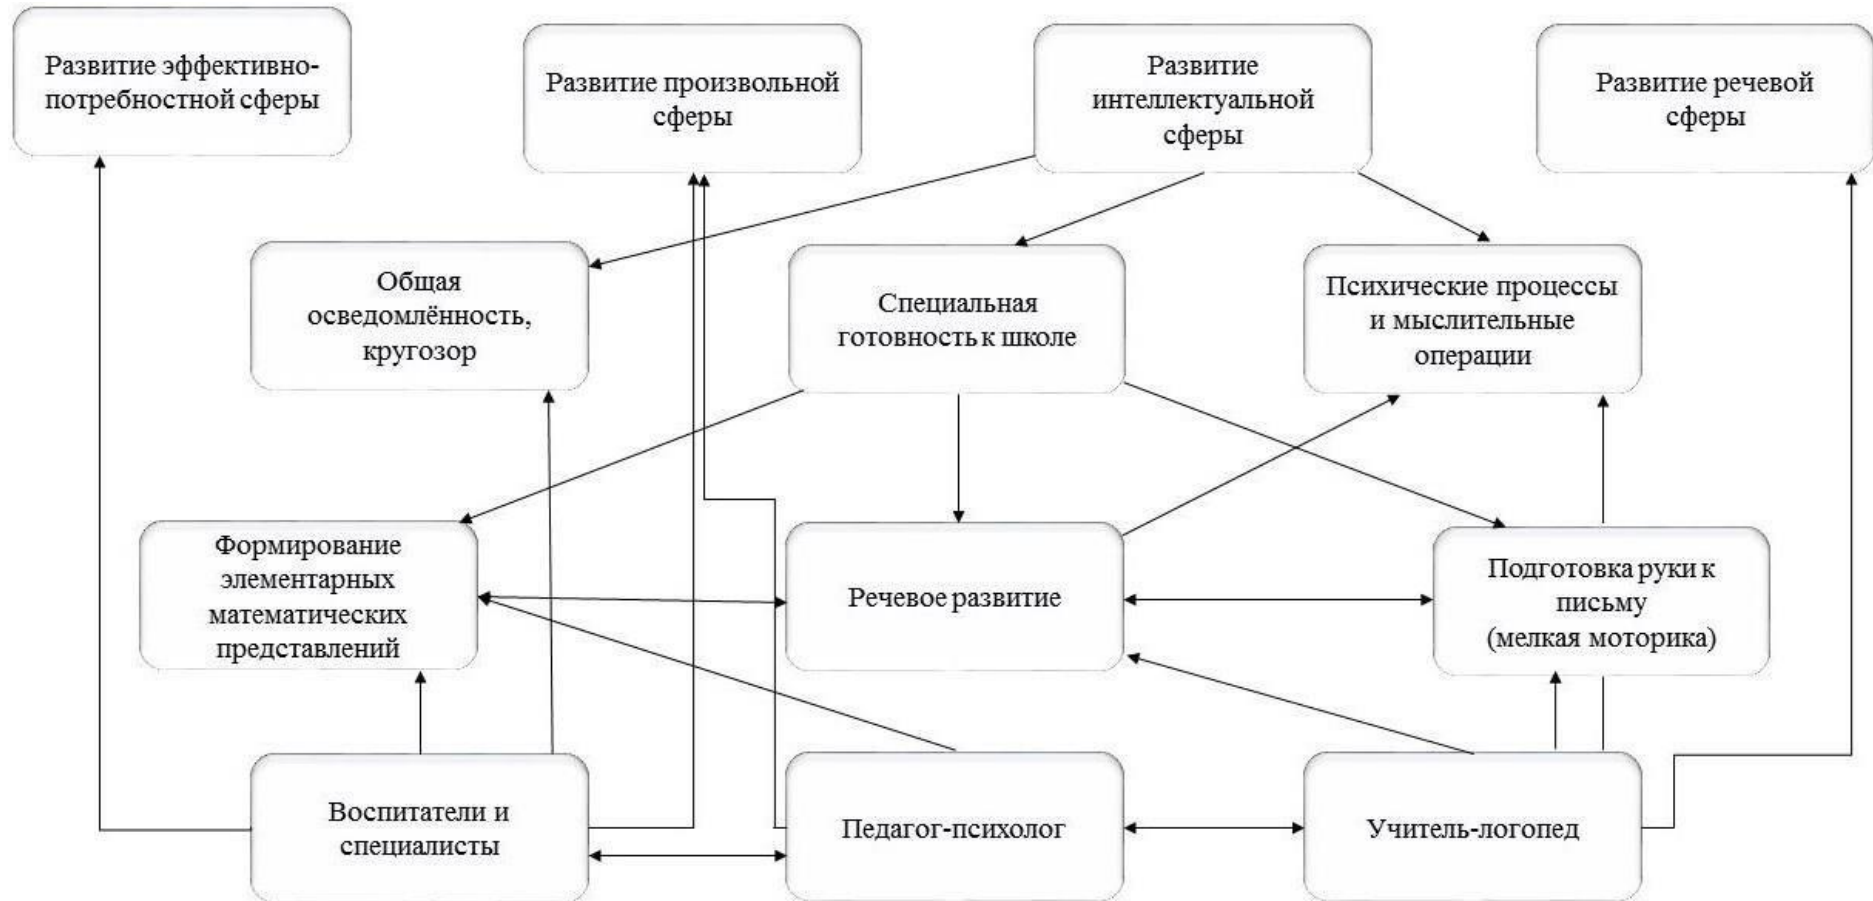 Развитие эффективно-
потребностной сферы
Развитие произвольной
сферы
Развитие
интеллектуальной
сферы
Развитие речевой
сферы
Общая
осведомлённость,
кругозор
Специальная
готовность к школе
Психические процессы
и мыслительные
операции
Формирование
элементарных
математических
представлений
Речевое развитие
Подготовка руки к
письму
(мелкая моторика)
Воспитатели и
специалисты
Педагог-психолог
Учитель-логопед